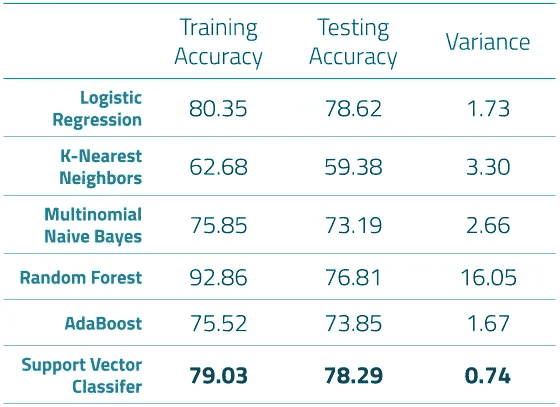 Training Accuracy Testing Accuracy Variance
Logistic Regression 80.35 78.62 1.73
K-Nearest Neighbors 62.68 59.38 3.30
Multinomial Naive Bayes 75.85 73.19 2.66
Random Forest 92.86 76.81 16.05
AdaBoost 75.52 73.85 1.67
Support Vector Classifer 79.03 78.29 0.74